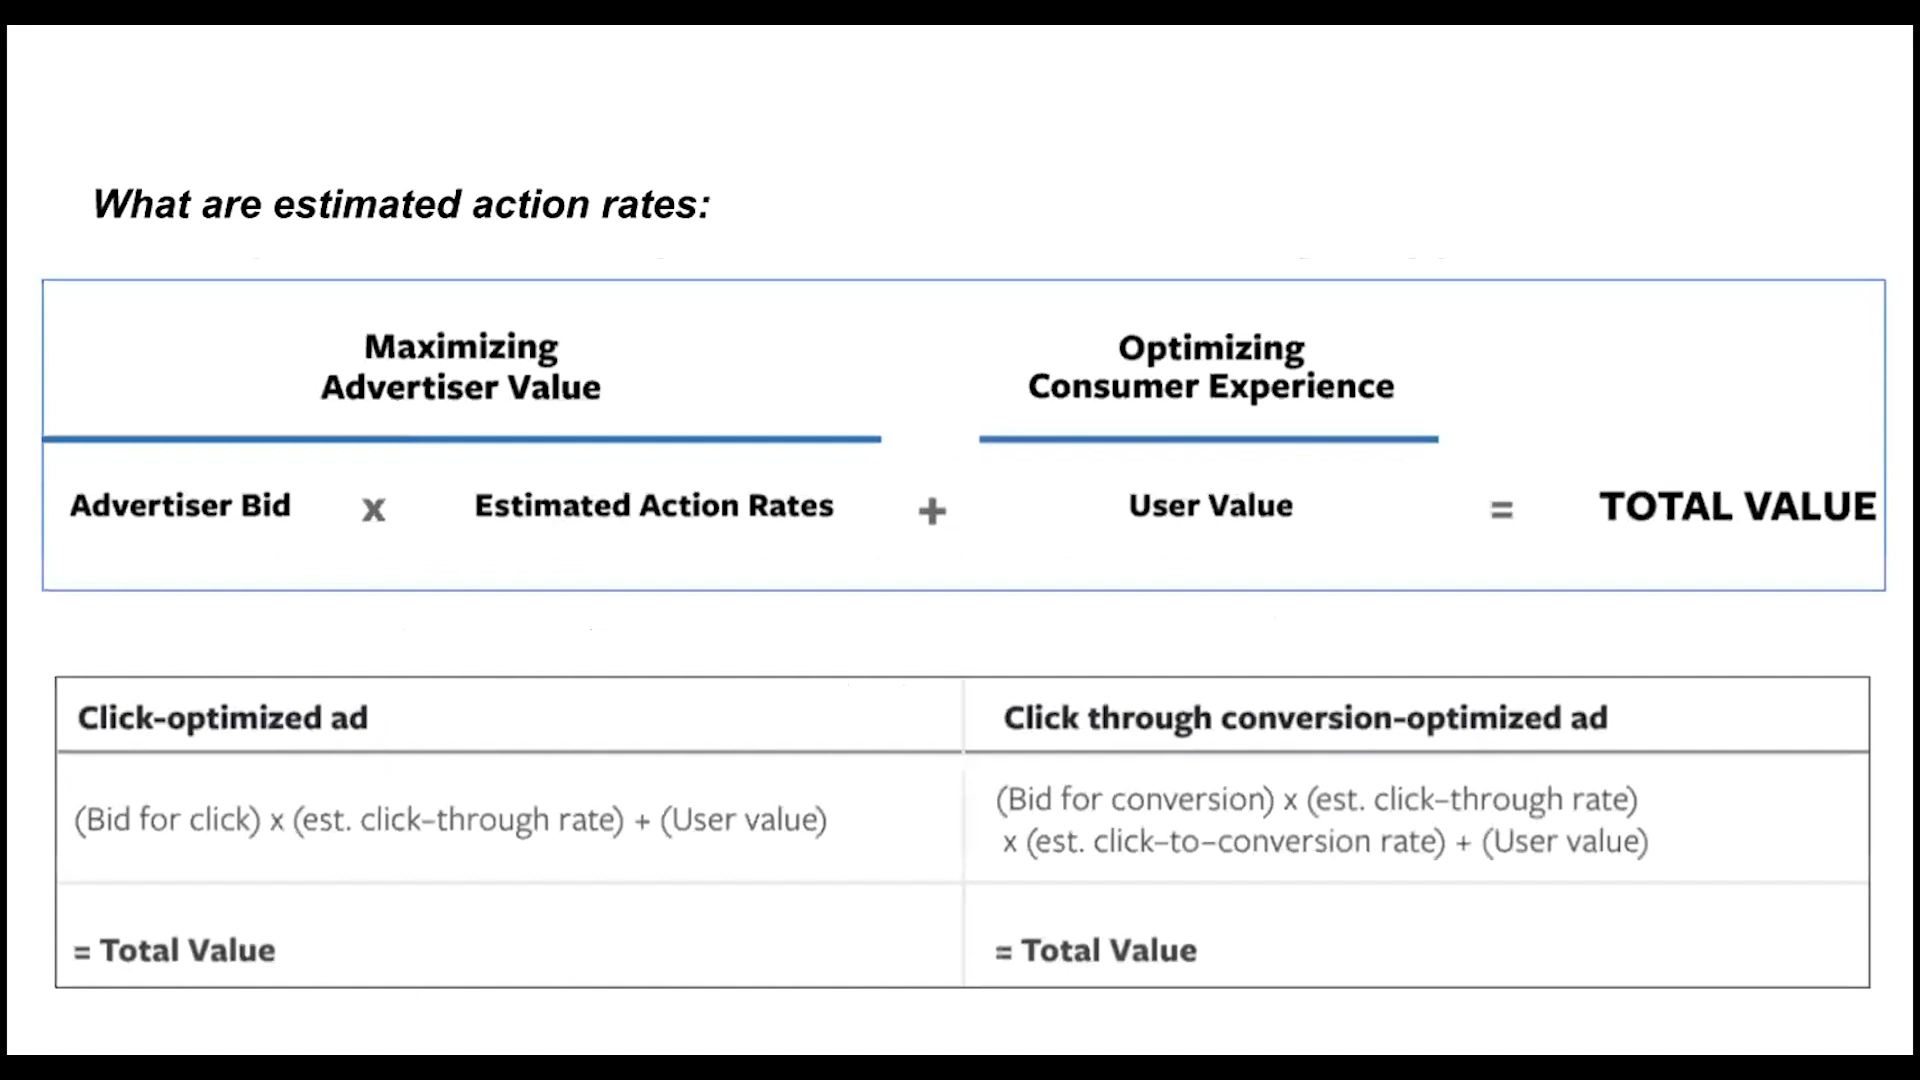 What are estimated action rates:
Maximizing
Advertiser Value
Optimizing
Consumer Experience
Advertiser Bid x Estimated Action Rates + User Value = TOTAL VALUE
Click-optimized ad
Click through conversion-optimized ad
(Bid for click) x (est. click-through rate) + (User value)
(Bid for conversion) x (est. click-through rate)
x (est. click-to-conversion rate) + (User value)
= Total Value
= Total Value